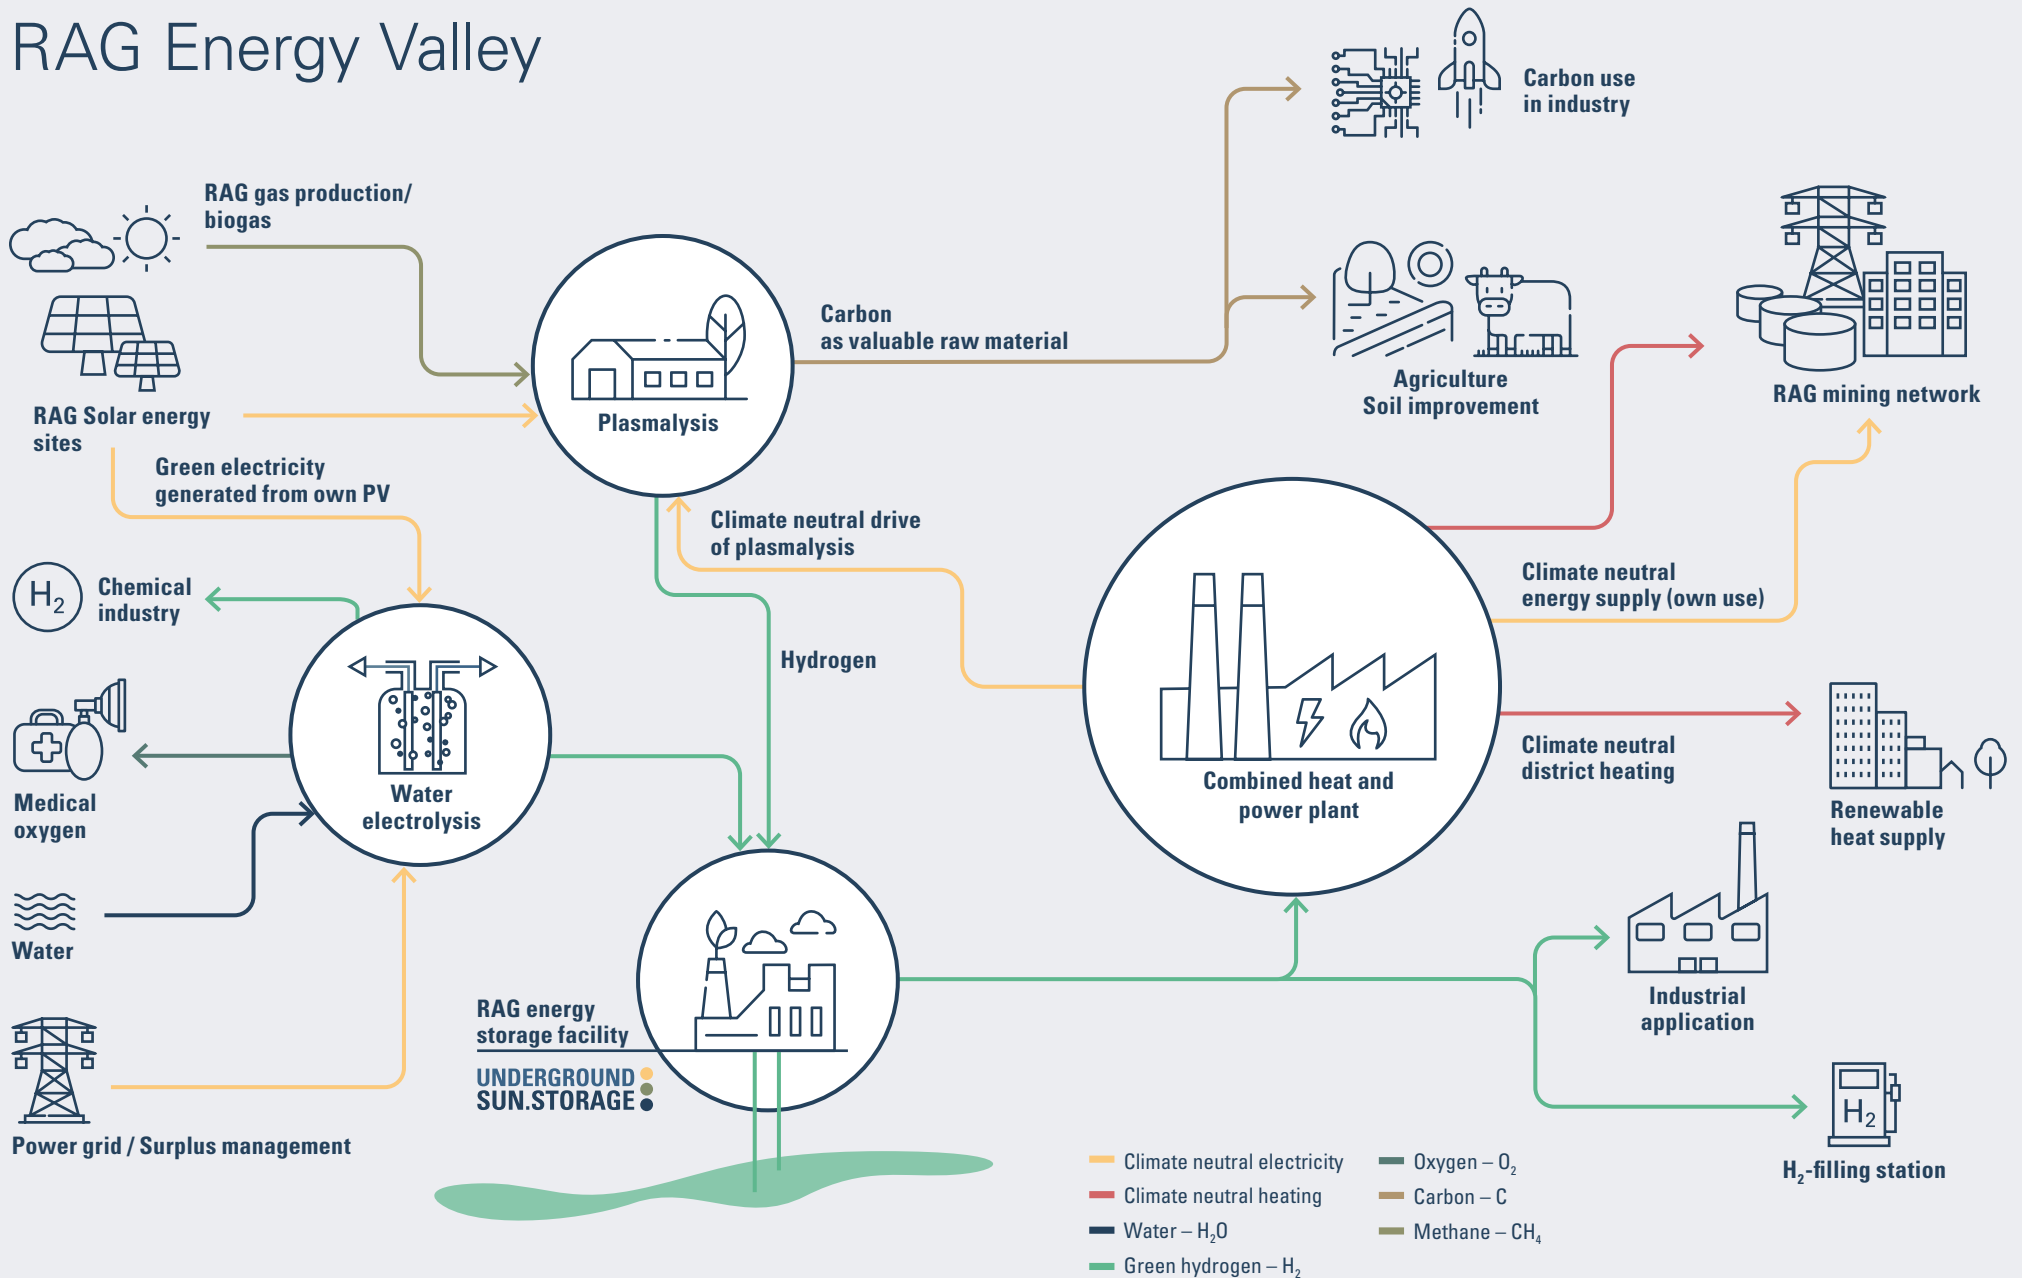 RAG Energy Valley
Carbon use
in industry
RAG gas production/
biogas
Carbon
as valuable raw material
Plasmalysis
RAG Solar energy
sites
Agriculture
Soil improvement
RAG mining network
Green electricity
generated from own PV
Climate neutral drive
of plasmalysis
H₂
Chemical
industry
Climate neutral
energy supply (own use)
Hydrogen
Climate neutral
district heating
Water
electrolysis
Combined heat and
power plant
Medical
oxygen
Renewable
heat supply
Water
RAG energy
storage facility
UNDERGROUND
SUN.STORAGE
Industrial
application
Power grid / Surplus management
H₂
H₂-filling station
Climate neutral electricity
Climate neutral heating
Water – H₂O
Green hydrogen – H₂
Oxygen – O₂
Carbon – C
Methane – CH₄